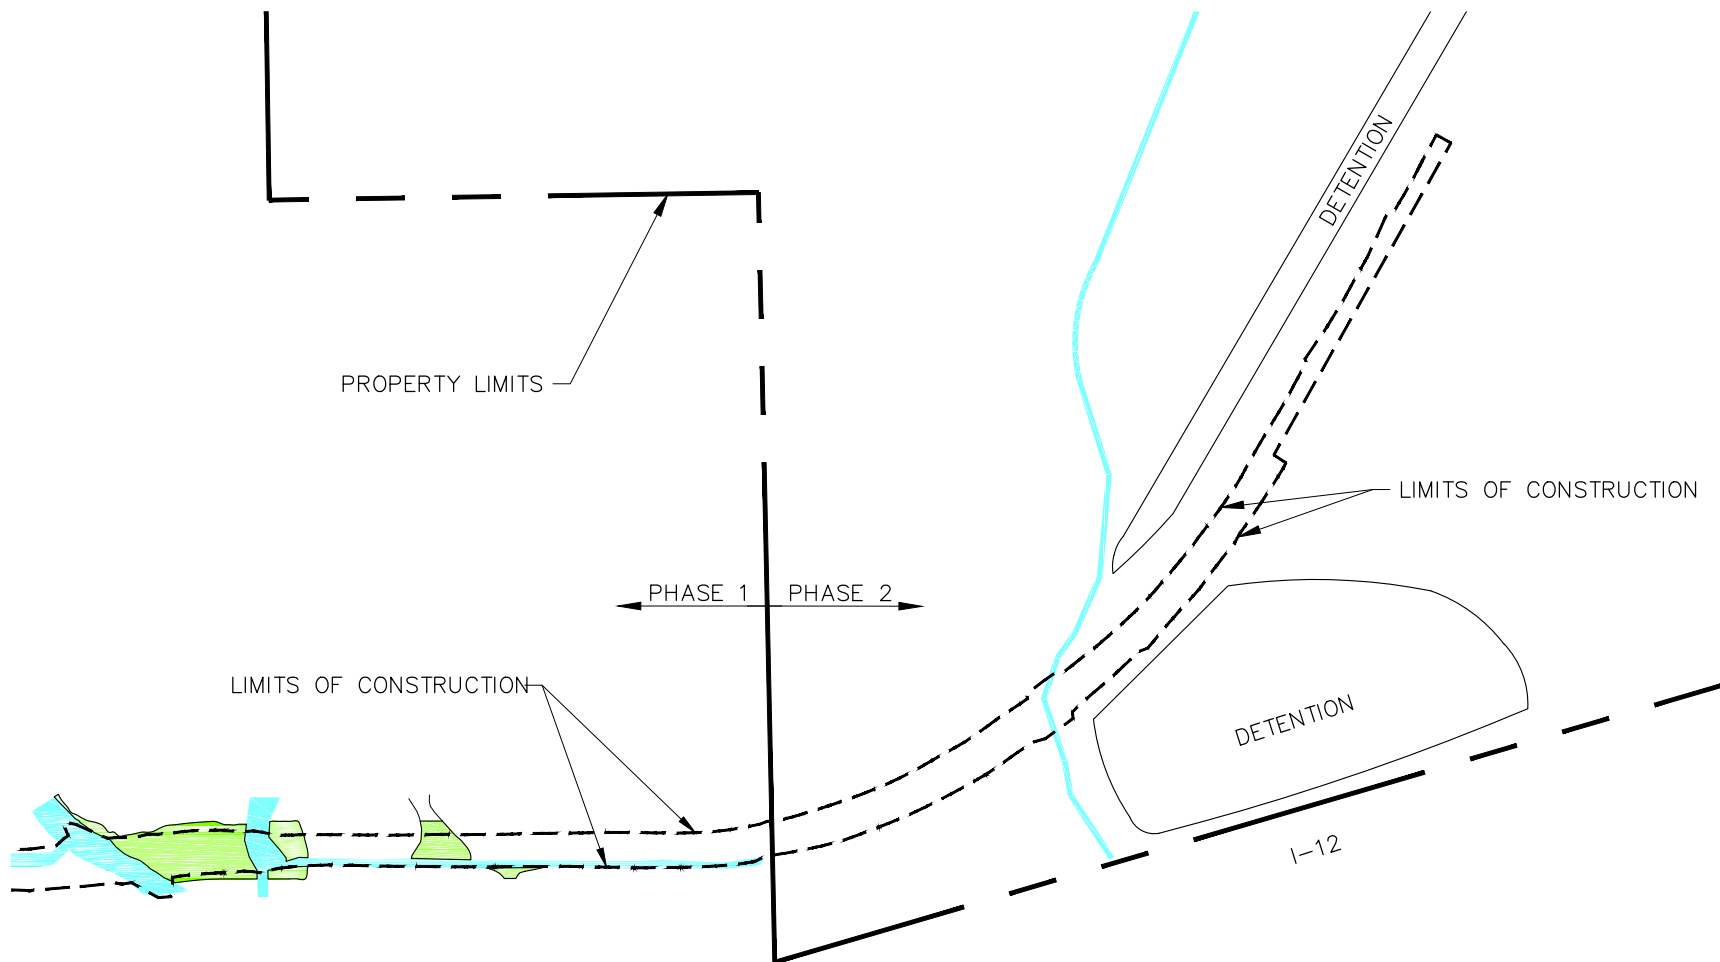 DETENTION
PROPERTY LIMITS
LIMITS OF CONSTRUCTION
PHASE 1
PHASE 2
LIMITS OF CONSTRUCTION
DETENTION
I-12